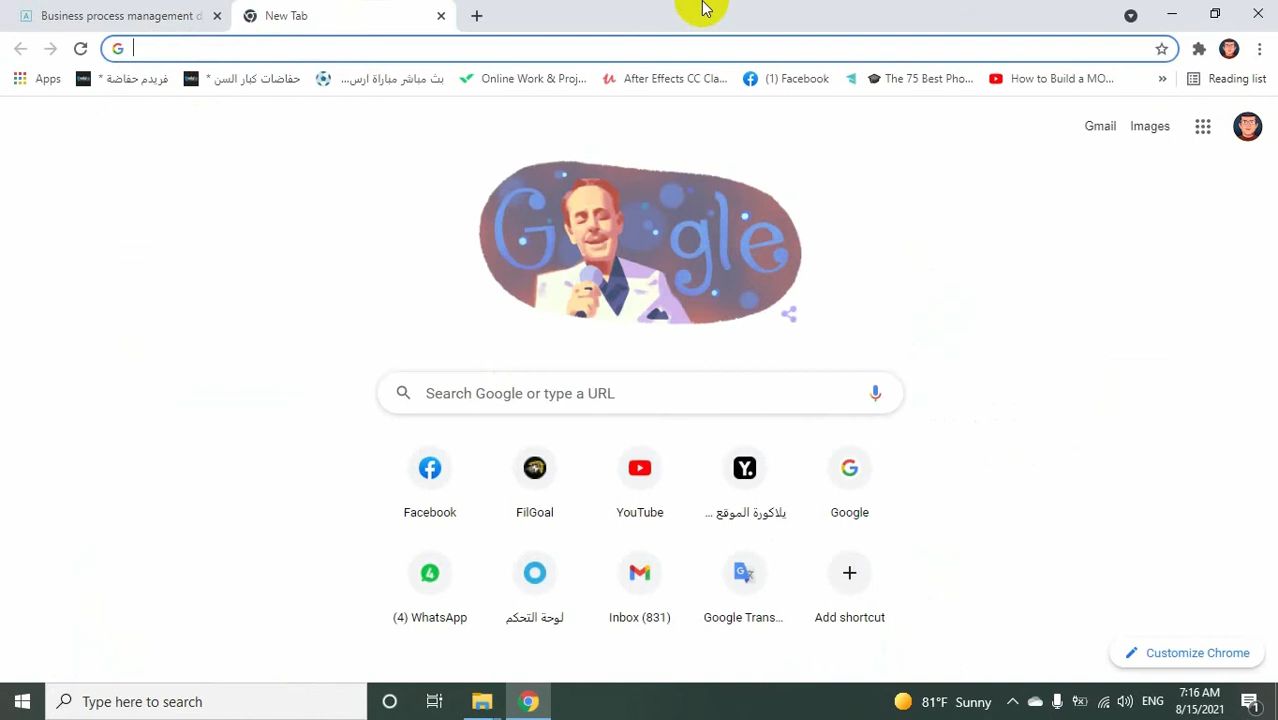 Business process management d
New Tab
Apps
فريدم حفاضة *
حفاضات كبار السن *
بث مباشر مباراة ارس...
Online Work & Proj...
After Effects CC Cla...
(1) Facebook
The 75 Best Pho...
How to Build a MO...
»
Reading list
Gmail
Images
Google
Search Google or type a URL
Facebook
FilGoal
YouTube
يلاكورة الموقع ...
Google
(4) WhatsApp
لوحة التحكم
Inbox (831)
Google Trans...
Add shortcut
Customize Chrome
Type here to search
81°F Sunny
ENG
7:16 AM
8/15/2021